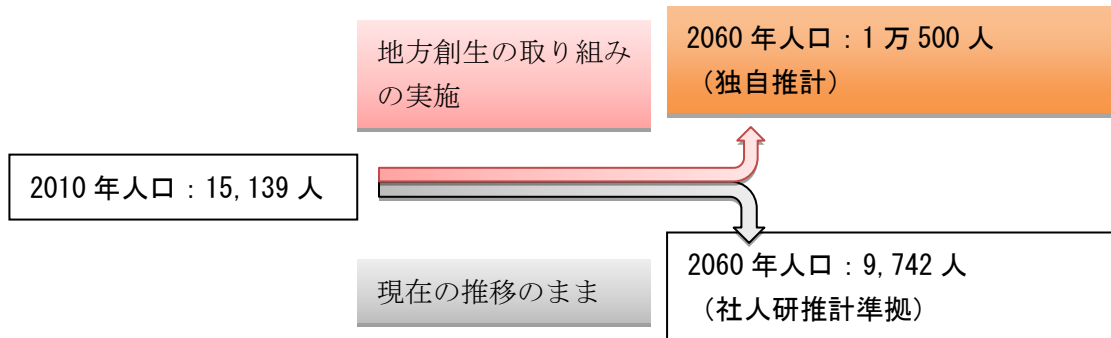 2010 年人口：15,139 人
地方創生の取り組み
の実施
2060 年人口：1 万 500 人
（独自推計）
現在の推移のまま
2060 年人口：9,742 人
（社人研推計準拠）